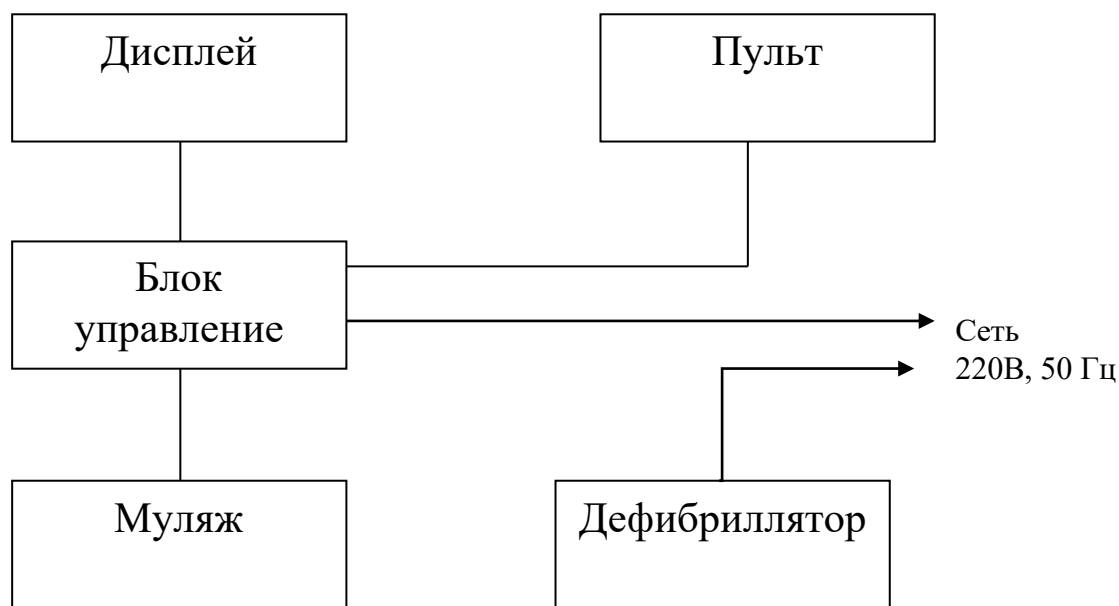 Дисплей
Пульт
Блок
управление
Сеть
220В, 50 Гц
Муляж
Дефибриллятор